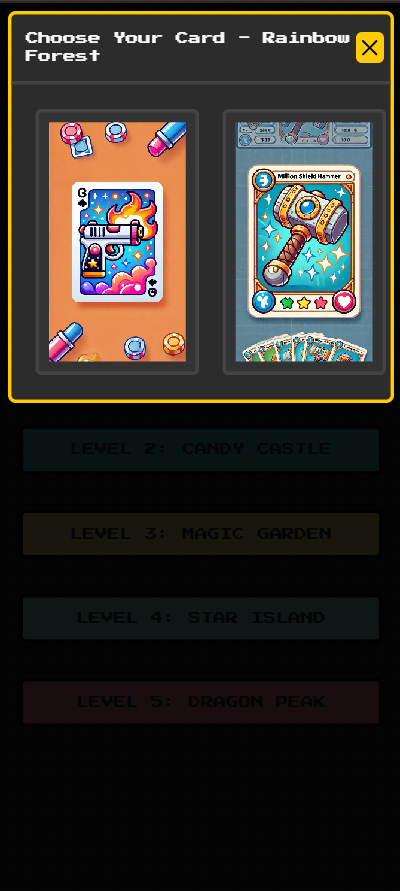 Choose Your Card - Rainbow
Forest
G
G
Million Shield Hammer
3
LEVEL 2: CANDY CASTLE
LEVEL 3: MAGIC GARDEN
LEVEL 4: STAR ISLAND
LEVEL 5: DRAGON PEAK